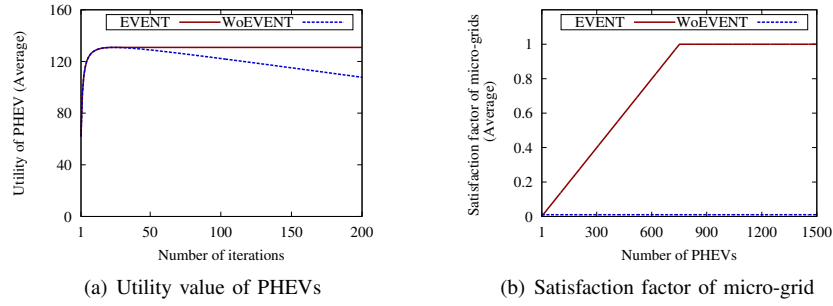 EVENT WoEVENT
160
120
80
40
0
Utility of PHEV (Average)
1 50 100 150 200
Number of iterations
(a) Utility value of PHEVs
EVENT WoEVENT
1
0.8
0.6
0.4
0.2
0
Satisfaction factor of micro-grids
(Average)
1 300 600 900 1200 1500
Number of PHEVs
(b) Satisfaction factor of micro-grid